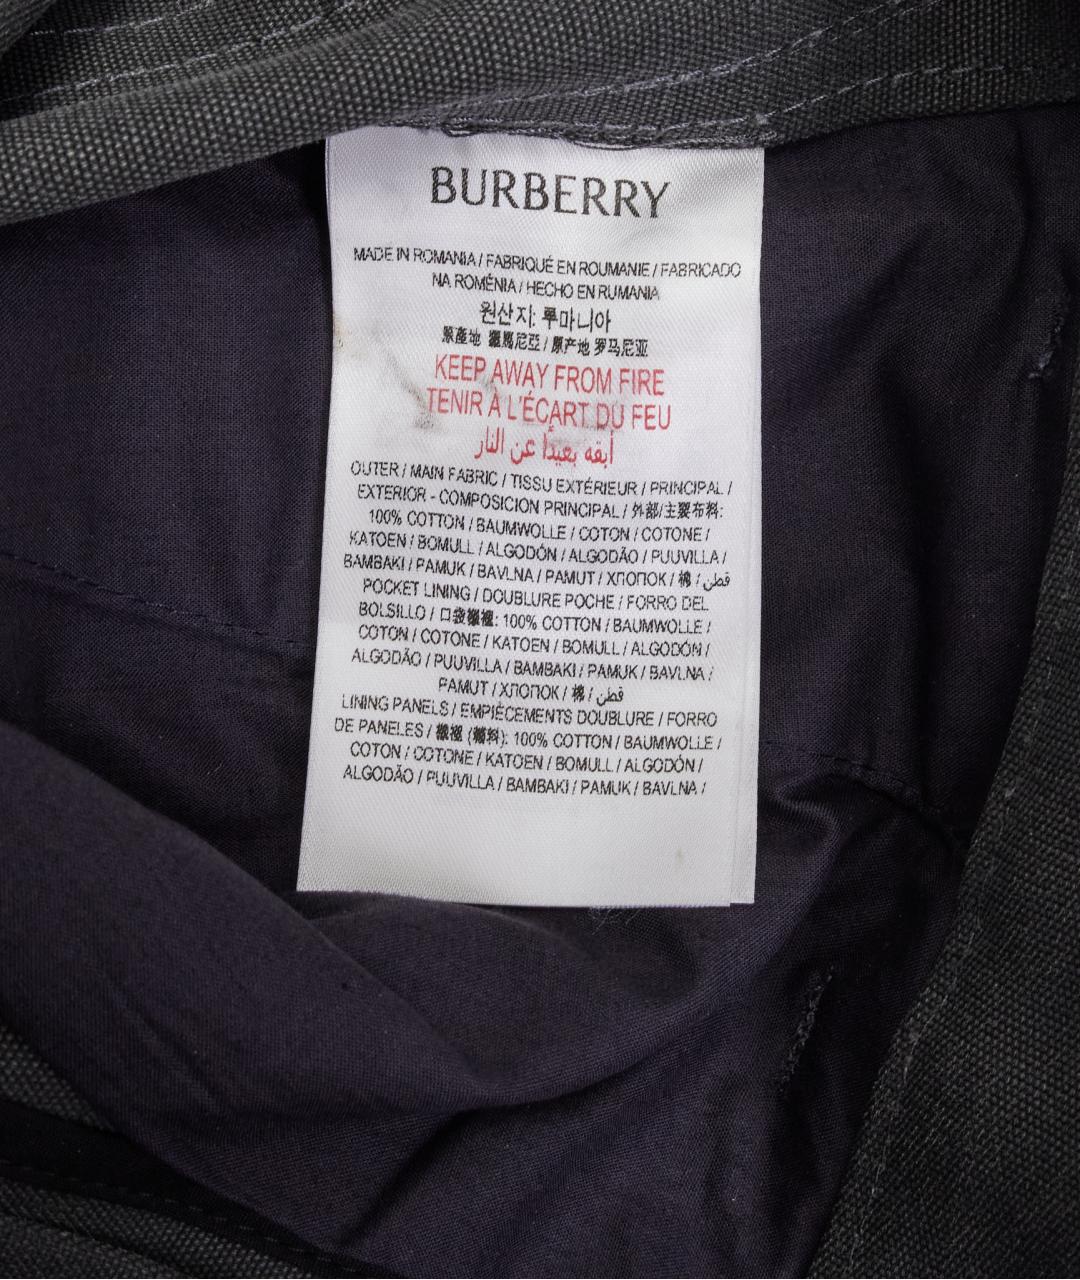 BURBERRY
MADE IN ROMANIA / FABRIQUÉ EN ROUMANIE / FABRICADO
NA ROMÉNIA / HECHO EN RUMANIA
원산지: 루마니아
原產地 羅馬尼亞 / 原产地 罗马尼亚
KEEP AWAY FROM FIRE
TENIR À L'ÉCART DU FEU
أبقه بعيداً عن النار
OUTER / MAIN FABRIC / TISSU EXTÉRIEUR / PRINCIPAL /
EXTERIOR - COMPOSICION PRINCIPAL / 外部/主要布料:
100% COTTON / BAUMWOLLE / COTON / COTONE /
KATOEN / BOMULL / ALGODÓN / ALGODÃO / PUUVILLA /
BAMBAKI / PAMUK / BAVLNA / PAMUT / ХЛОПОК / 棉 / قطن
POCKET LINING / DOUBLURE POCHE / FORRO DEL
BOLSILLO / 口袋襯裡: 100% COTTON / BAUMWOLLE /
COTON / COTONE / KATOEN / BOMULL / ALGODÓN /
ALGODÃO / PUUVILLA / BAMBAKI / PAMUK / BAVLNA /
PAMUT / ХЛОПОК / 棉 / قطن
LINING PANELS / EMPIÉCEMENTS DOUBLURE / FORRO
DE PANELES / 100% COTTON / BAUMWOLLE /
COTON / COTONE / KATOEN / BOMULL / ALGODÓN /
ALGODÃO / PUUVILLA / BAMBAKI / PAMUK / BAVLNA /